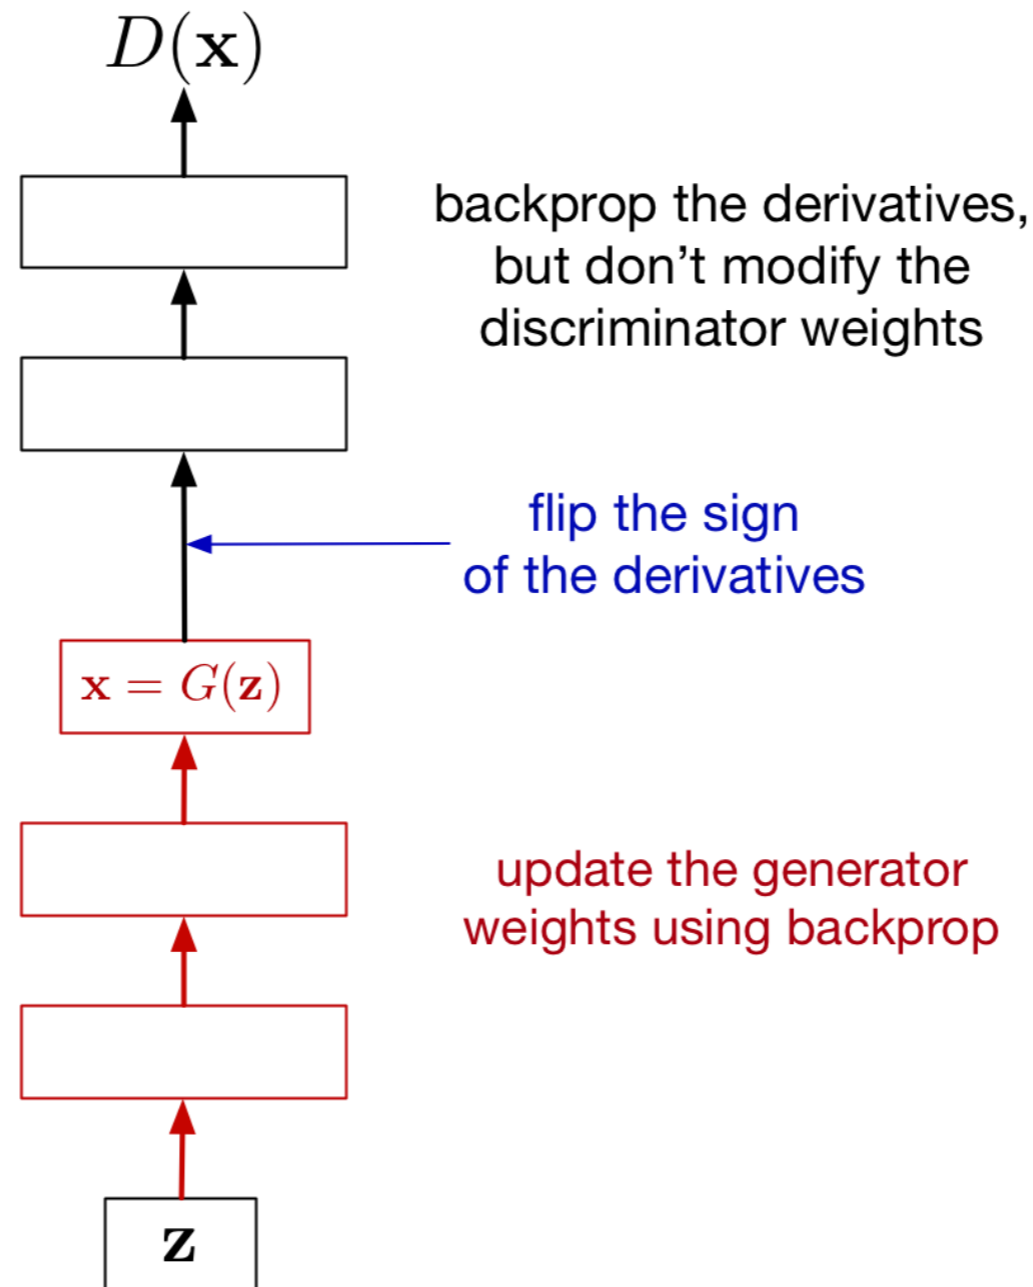 D(x)
backprop the derivatives,
but don't modify the
discriminator weights
flip the sign
of the derivatives
x = G(z)
update the generator
weights using backprop
z